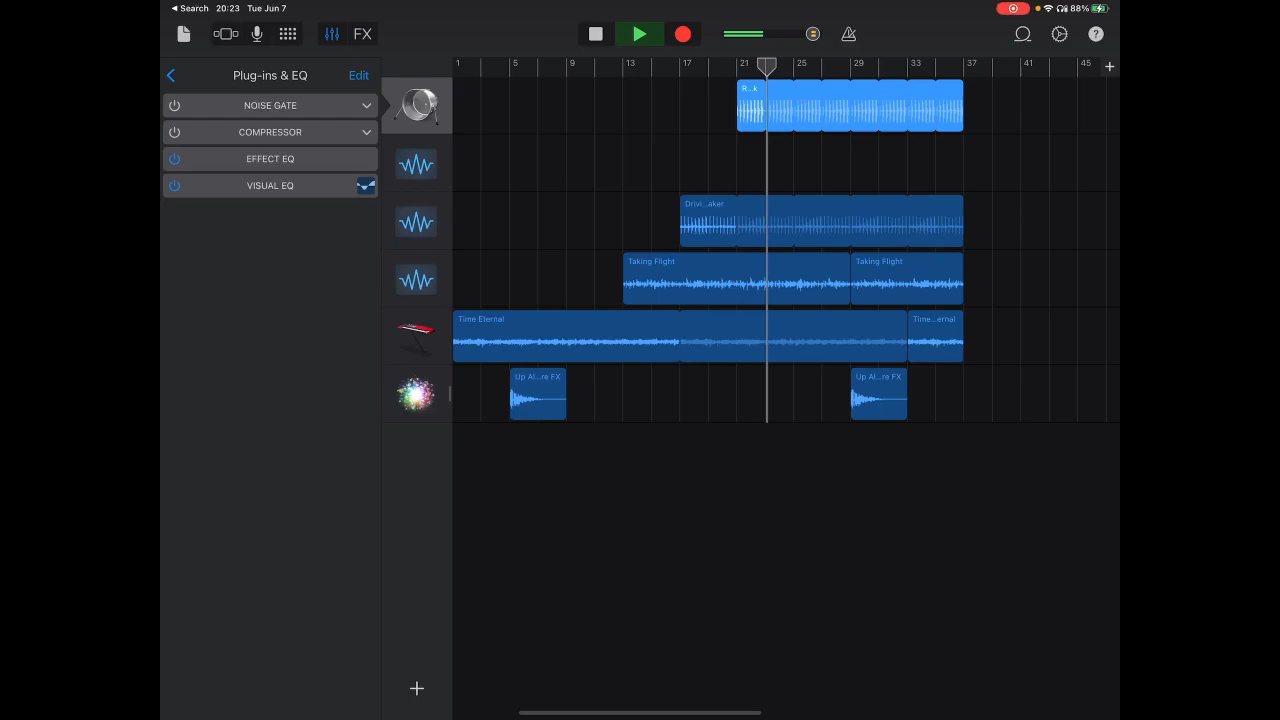 Search 20:23 Tue Jun 7
88%
FX
?
Plug-ins & EQ
Edit
1 5 9 13 17 21 25 29 33 37 41 45
NOISE GATE
COMPRESSOR
EFFECT EQ
VISUAL EQ
R...k
Drivi...aker
Taking Flight
Taking Flight
Time Eternal
Time...ernal
Up Al...re FX
Up Al...re FX